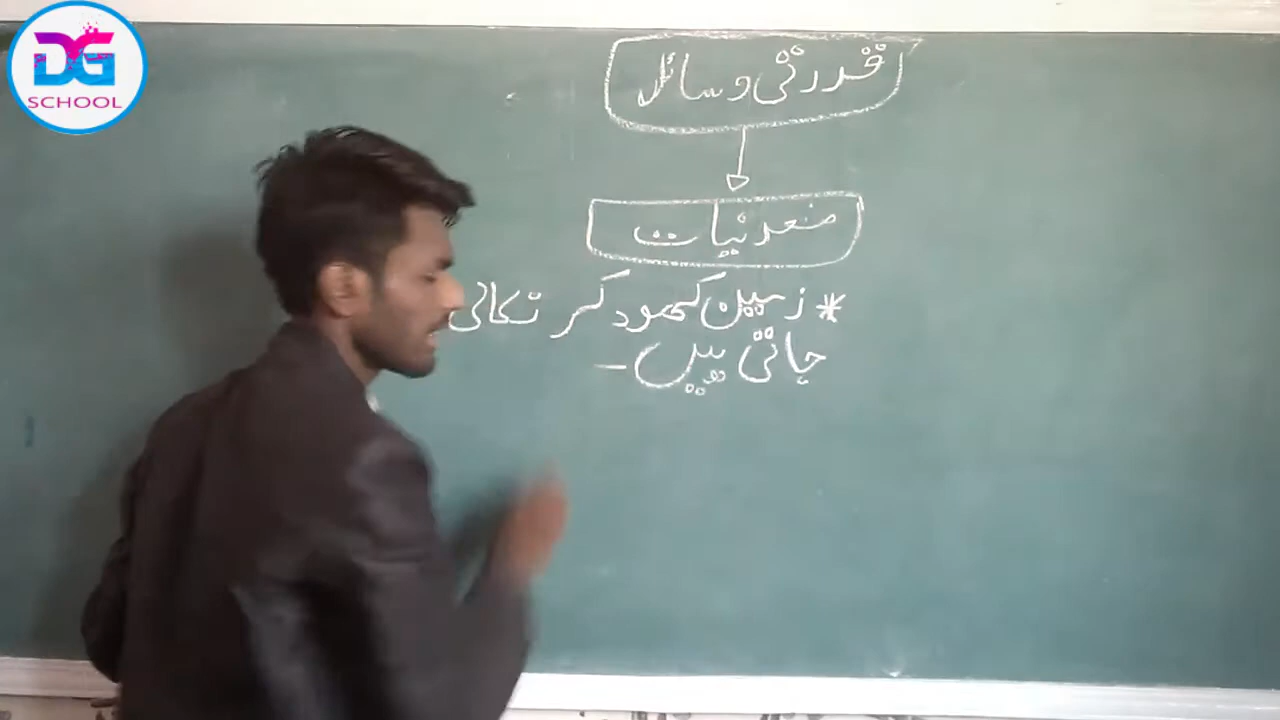 DG
SCHOOL
قدرتی وسائل
معدنیات
* زمین کھود کر نکالی
جاتی ہیں۔